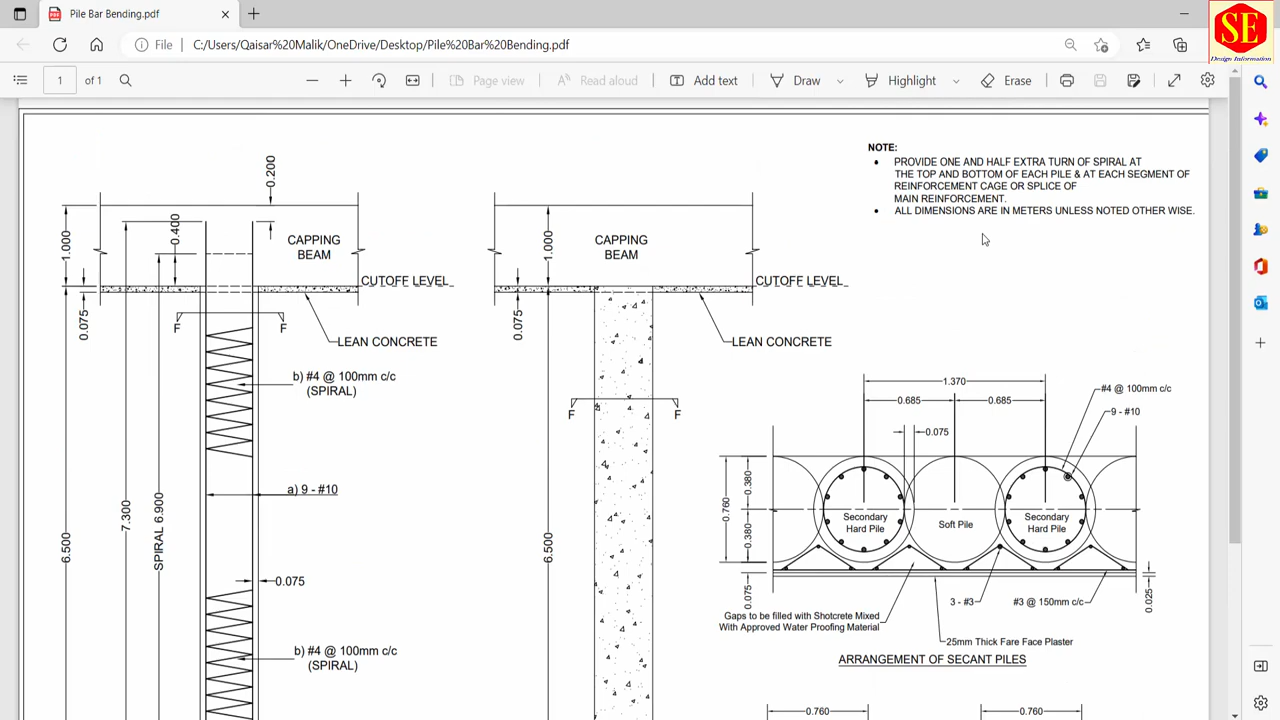 Pile Bar Bending.pdf
SE
Design Information
File
C:/Users/Qaisar%20Malik/OneDrive/Desktop/Pile%20Bar%20Bending.pdf
1
of 1
Page view
Read aloud
Add text
Draw
Highlight
Erase
NOTE:
PROVIDE ONE AND HALF EXTRA TURN OF SPIRAL AT
THE TOP AND BOTTOM OF EACH PILE & AT EACH SEGMENT OF
REINFORCEMENT CAGE OR SPLICE OF
MAIN REINFORCEMENT.
ALL DIMENSIONS ARE IN METERS UNLESS NOTED OTHER WISE.
0.200
1.000
0.400
CAPPING
BEAM
CUTOFF LEVEL
0.075
F
F
LEAN CONCRETE
b) #4 @ 100mm c/c
(SPIRAL)
a) 9 - #10
7.300
SPIRAL 6.900
6.500
0.075
b) #4 @ 100mm c/c
(SPIRAL)
1.000
CAPPING
BEAM
CUTOFF LEVEL
0.075
LEAN CONCRETE
F
F
6.500
1.370
#4 @ 100mm c/c
0.685
0.685
9 - #10
0.075
0.760
0.380
0.380
Secondary
Hard Pile
Soft Pile
Secondary
Hard Pile
0.075
3 - #3
#3 @ 150mm c/c
0.025
Gaps to be filled with Shotcrete Mixed
With Approved Water Proofing Material
25mm Thick Fare Face Plaster
ARRANGEMENT OF SECANT PILES
0.760
0.760